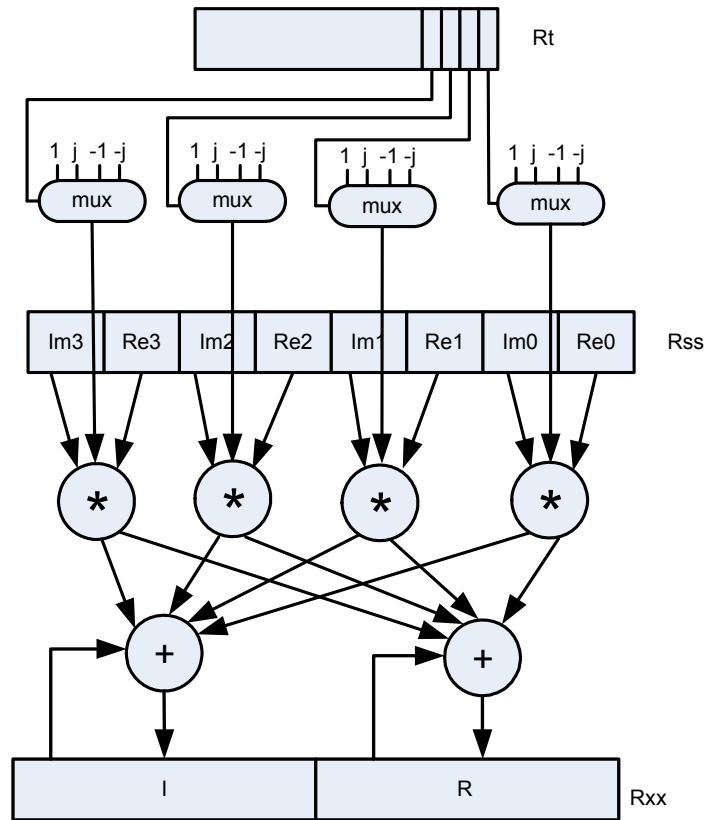 Rt
1 j -1 -j 1 j -1 -j 1 j -1 -j 1 j -1 -j
mux mux mux mux
Im3 Re3 Im2 Re2 Im1 Re1 Im0 Re0 Rss
* * * *
+ +
I R Rxx